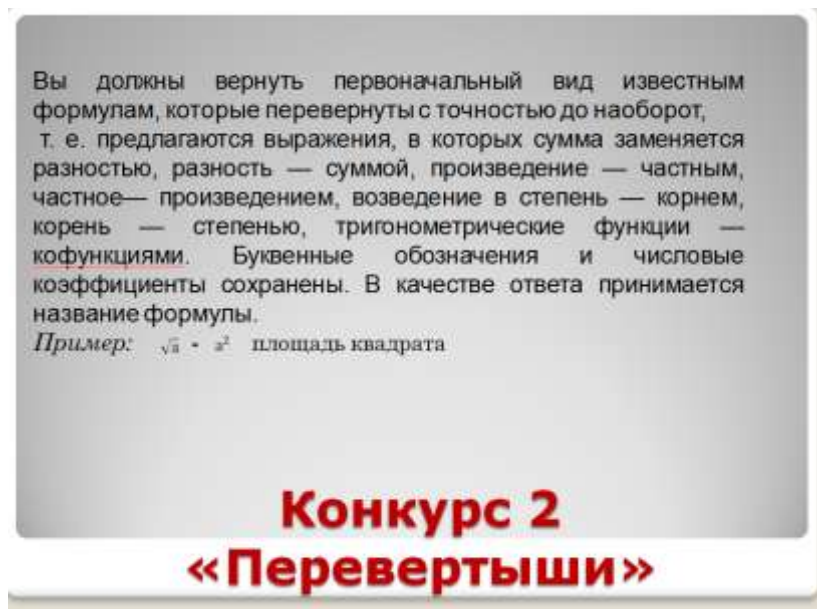 Вы должны вернуть первоначальный вид известным
формулам, которые перевернуты с точностью до наоборот,
т. е. предлагаются выражения, в которых сумма заменяется
разностью, разность — суммой, произведение — частным,
частное— произведением, возведение в степень — корнем,
корень — степенью, тригонометрические функции —
кофункциями. Буквенные обозначения и числовые
коэффициенты сохранены. В качестве ответа принимается
название формулы.
Пример: √a - a² площадь квадрата
Конкурс 2
«Перевертыши»